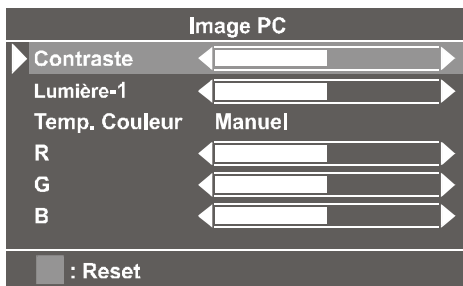 Image PC
Contraste
Lumière-1
Temp. Couleur Manuel
R
G
B
: Reset